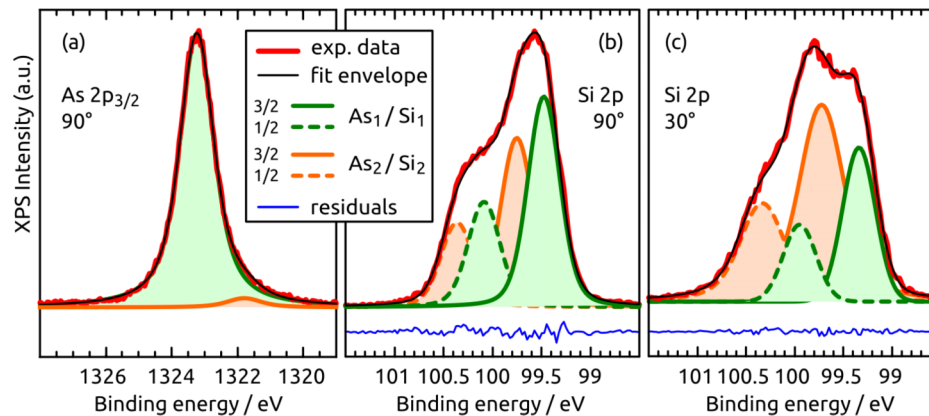 (a)
As 2p3/2
90°
exp. data
fit envelope
3/2
1/2
As1 / Si1
3/2
1/2
As2 / Si2
residuals
(b)
Si 2p
90°
(c)
Si 2p
30°
XPS Intensity (a.u.)
1326 1324 1322 1320
101 100.5 100 99.5 99
101 100.5 100 99.5 99
Binding energy / eV
Binding energy / eV
Binding energy / eV